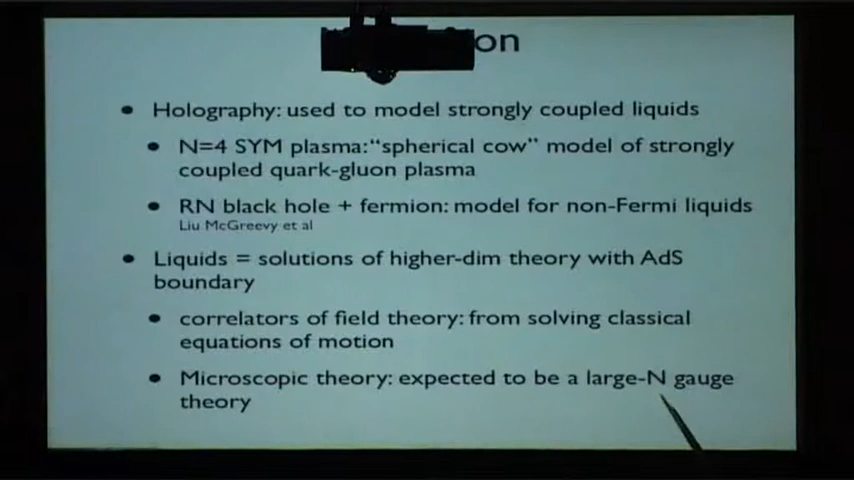 on
• Holography: used to model strongly coupled liquids
• N=4 SYM plasma: "spherical cow" model of strongly
coupled quark-gluon plasma
• RN black hole + fermion: model for non-Fermi liquids
Liu McGreevy et al
• Liquids = solutions of higher-dim theory with AdS
boundary
• correlators of field theory: from solving classical
equations of motion
• Microscopic theory: expected to be a large-N gauge
theory